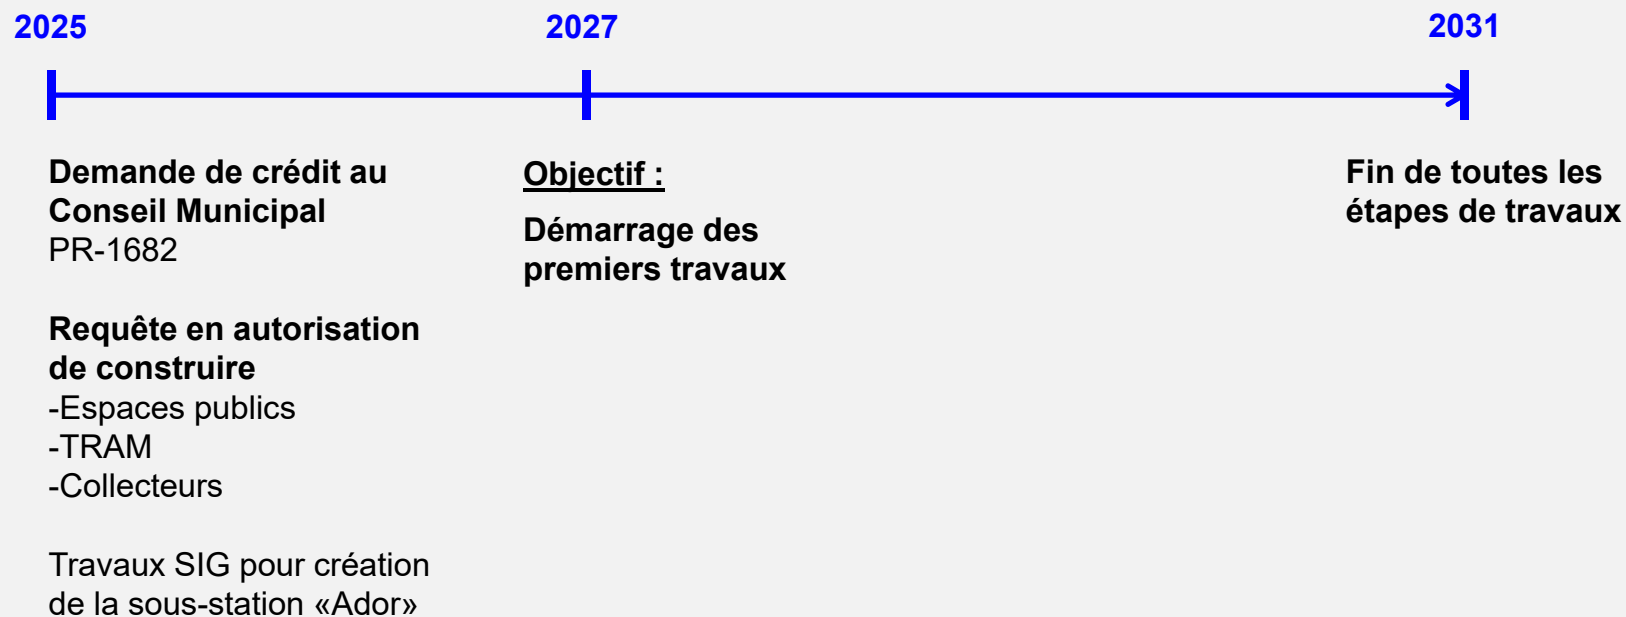 2025
2027
2031
Demande de crédit au
Conseil Municipal
PR-1682
Requête en autorisation
de construire
-Espaces publics
-TRAM
-Collecteurs
Travaux SIG pour création
de la sous-station «Ador»
Objectif :
Démarrage des
premiers travaux
Fin de toutes les
étapes de travaux